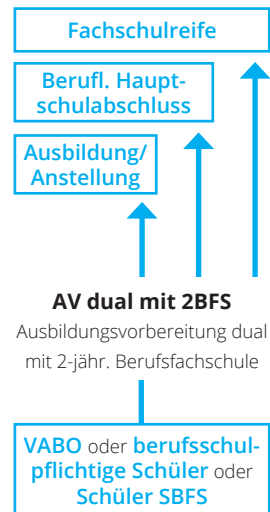 Fachschulreife
Berufl. Haupt-
schulabschluss
Ausbildung/
Anstellung
AV dual mit 2BFS
Ausbildungsvorbereitung dual
mit 2-jähr. Berufsfachschule
VABO oder berufsschul-
pflichtige Schüler oder
Schüler SBFS